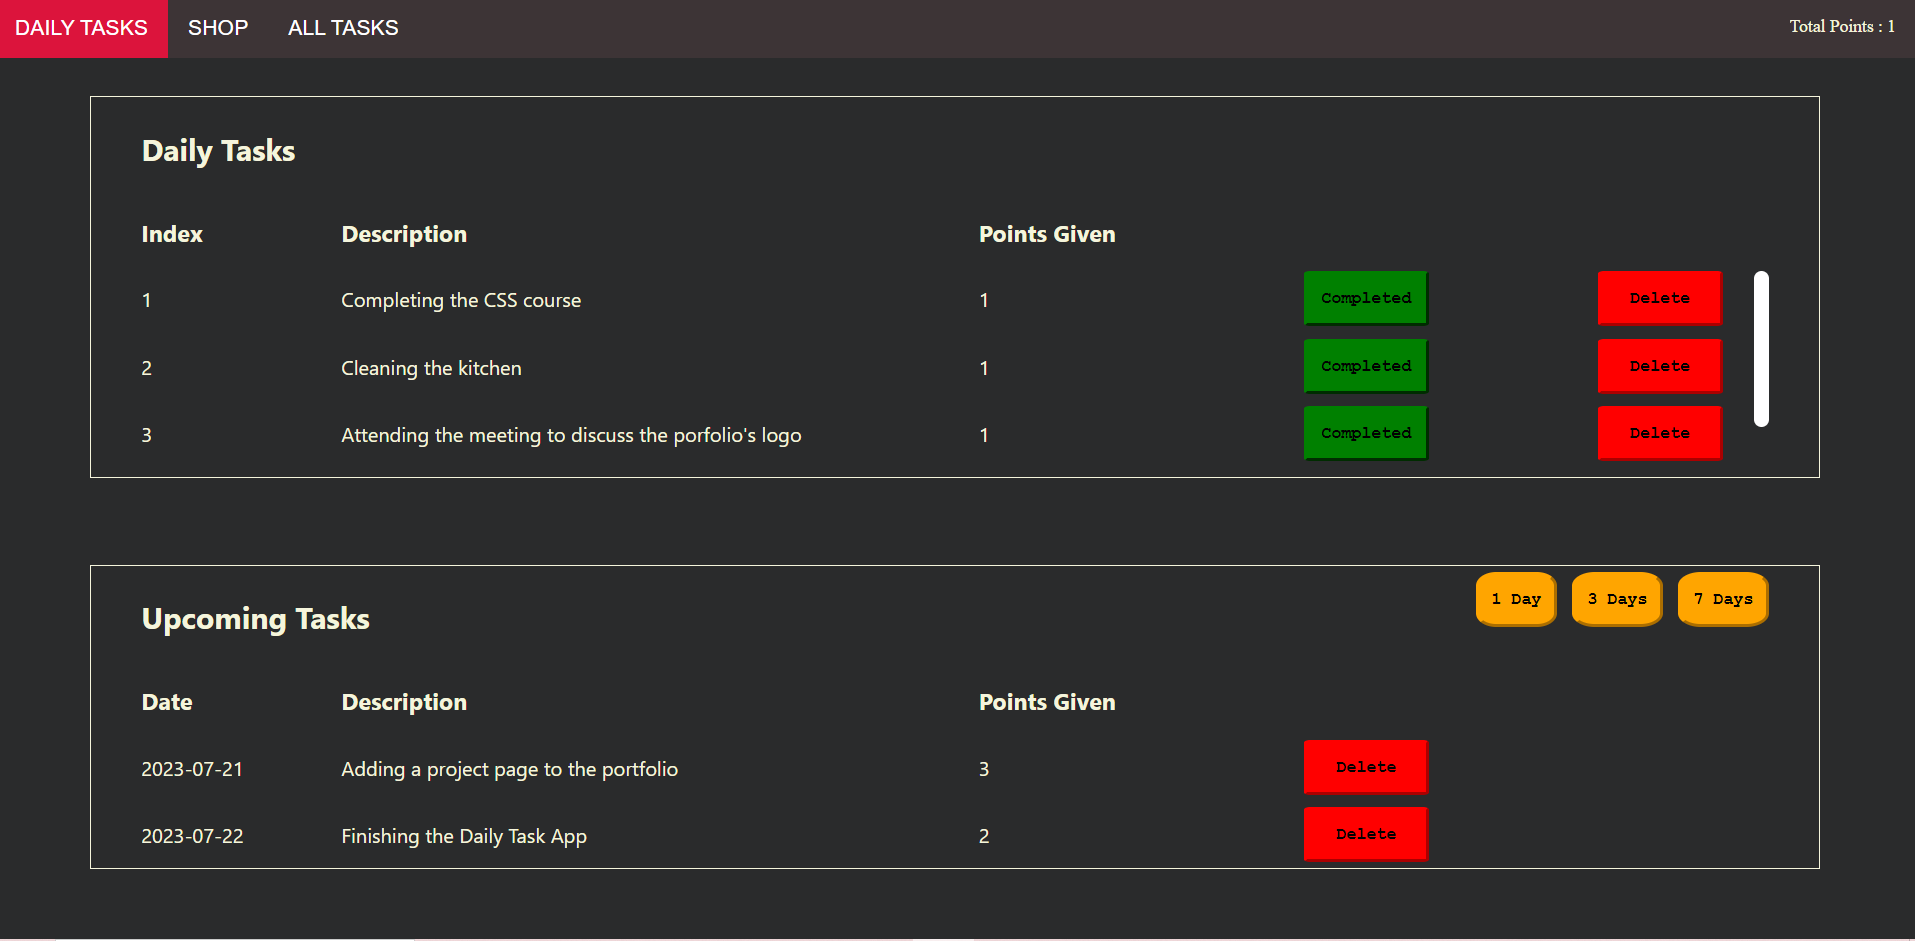 DAILY TASKS SHOP ALL TASKS Total Points : 1
Daily Tasks
Index Description Points Given
1 Completing the CSS course 1 Completed Delete
2 Cleaning the kitchen 1 Completed Delete
3 Attending the meeting to discuss the porfolio's logo 1 Completed Delete
Upcoming Tasks 1 Day 3 Days 7 Days
Date Description Points Given
2023-07-21 Adding a project page to the portfolio 3 Delete
2023-07-22 Finishing the Daily Task App 2 Delete